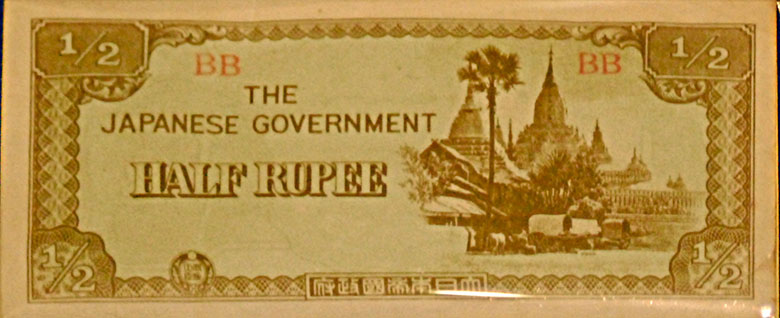 1/2 1/2
BB BB
THE
JAPANESE GOVERNMENT
HALF RUPEE
1/2 1/2
大日本帝國政府